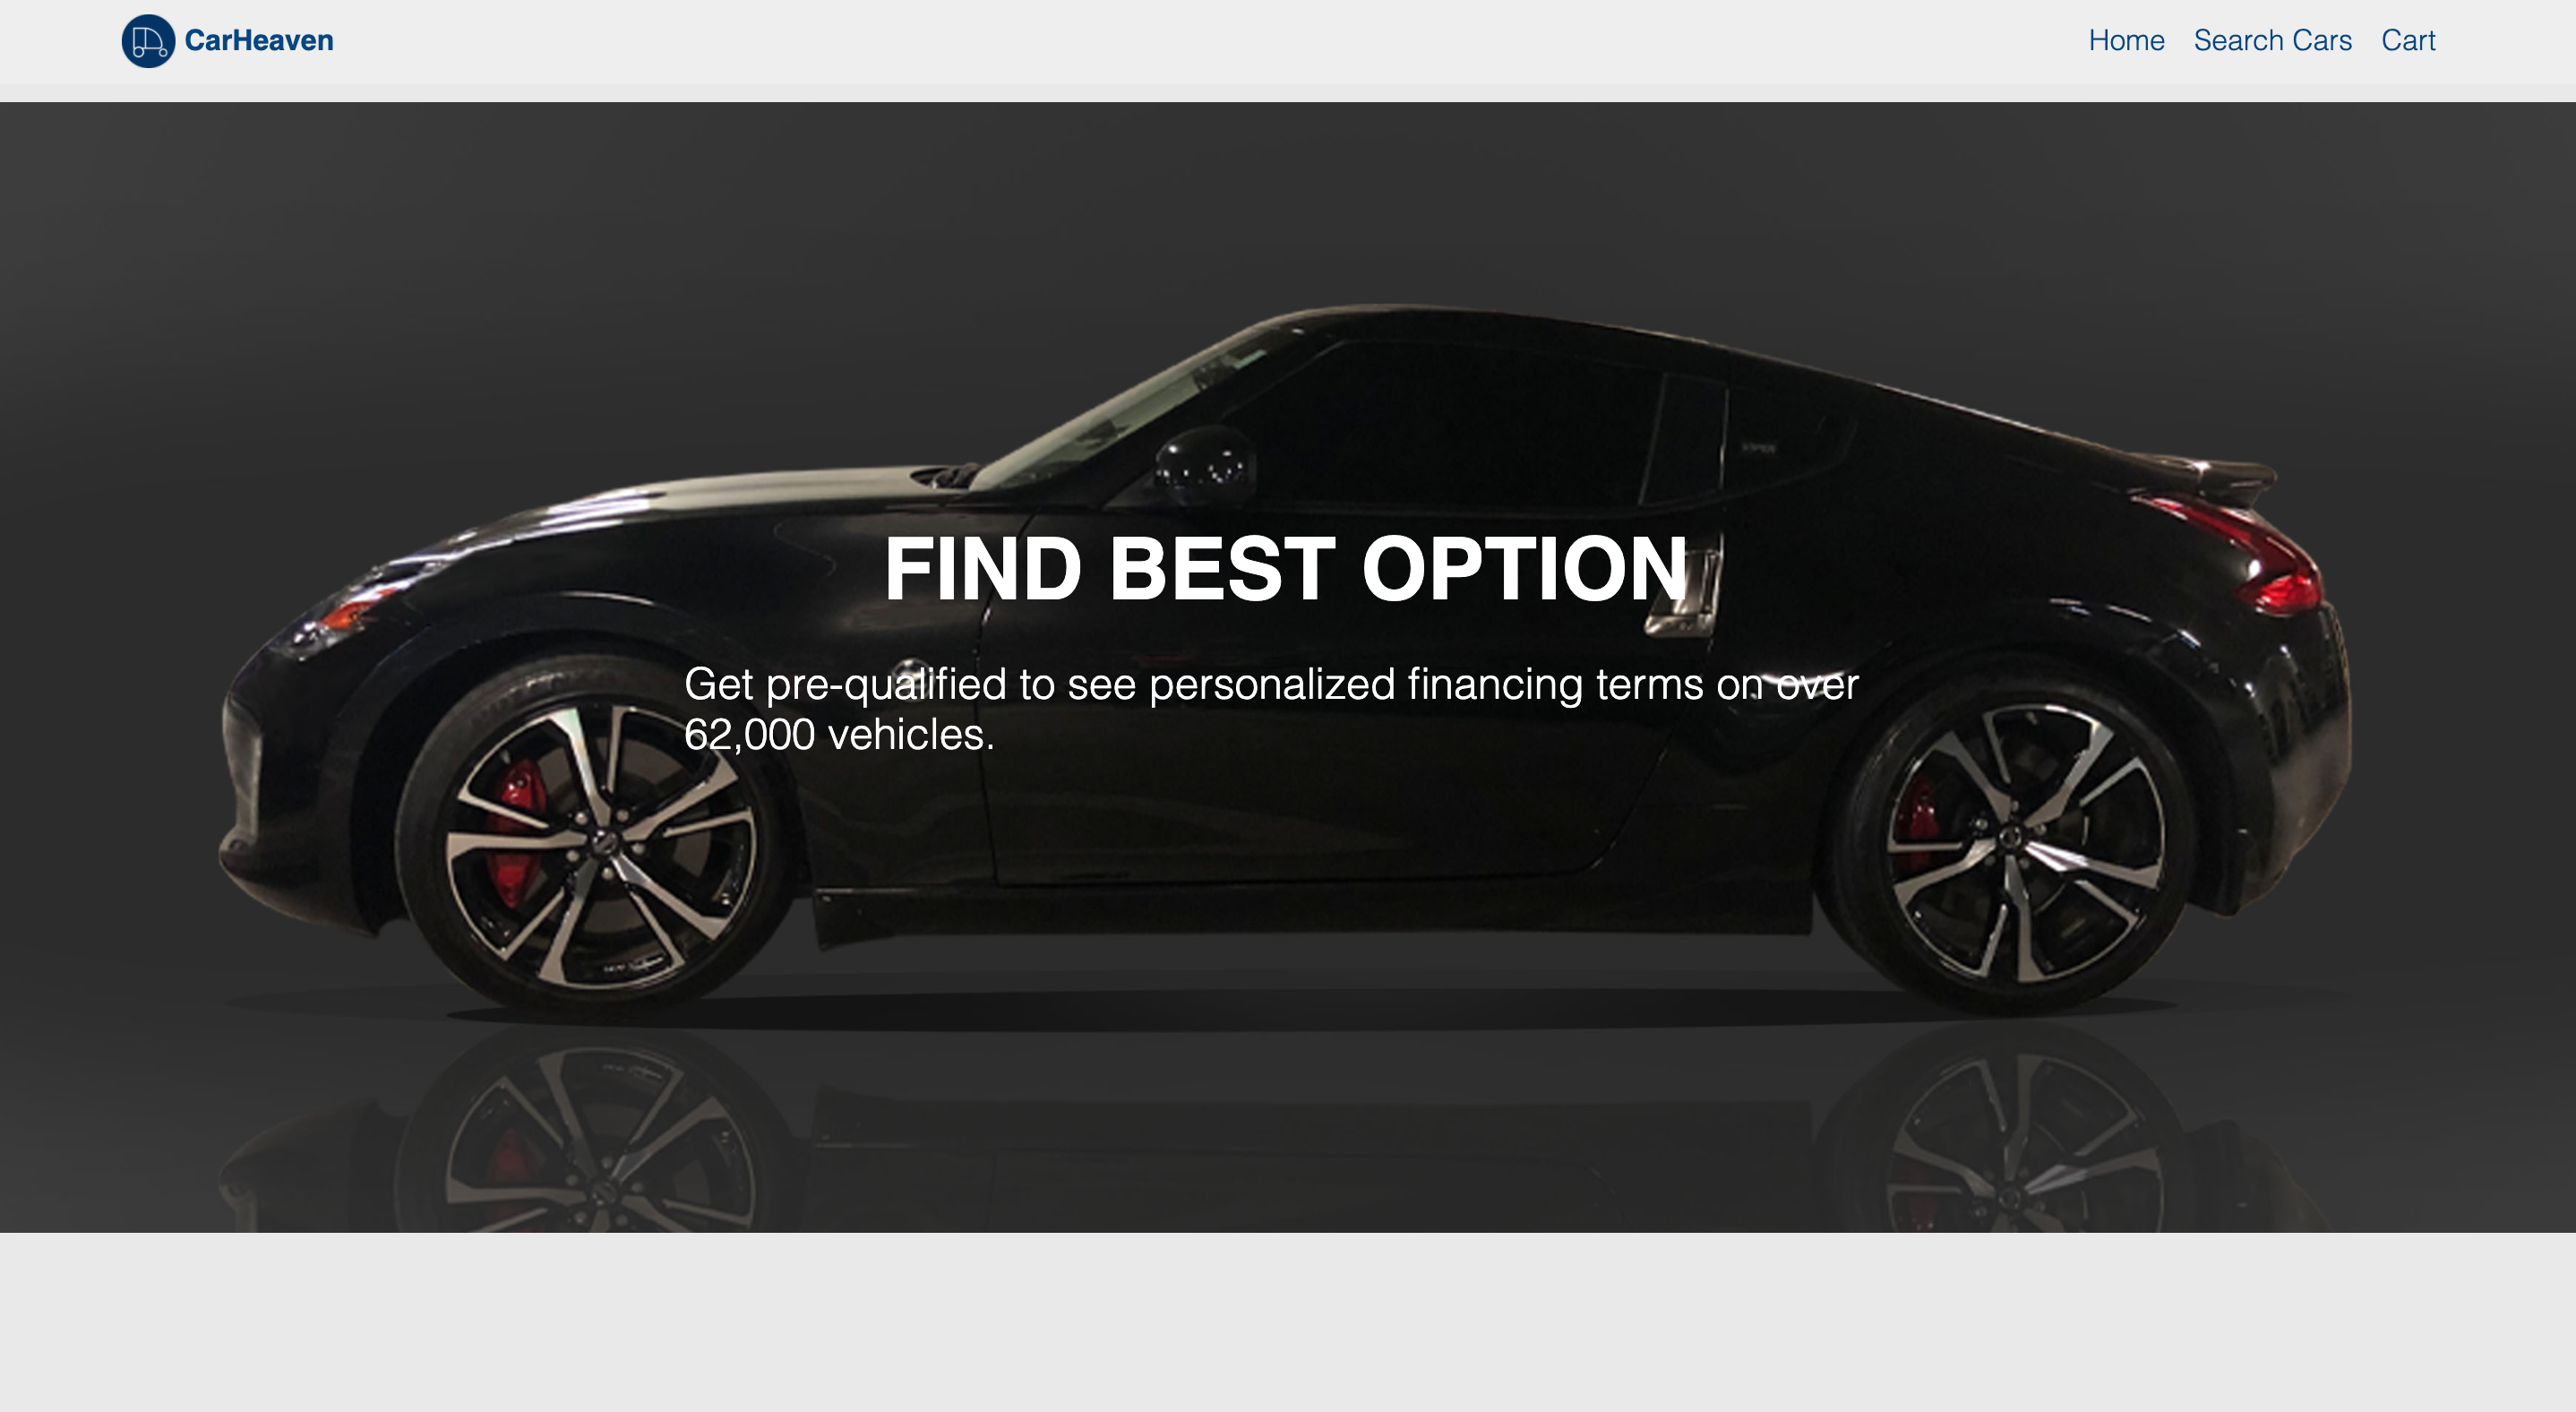 CarHeaven
Home Search Cars Cart
FIND BEST OPTION
Get pre-qualified to see personalized financing terms on over
62,000 vehicles.